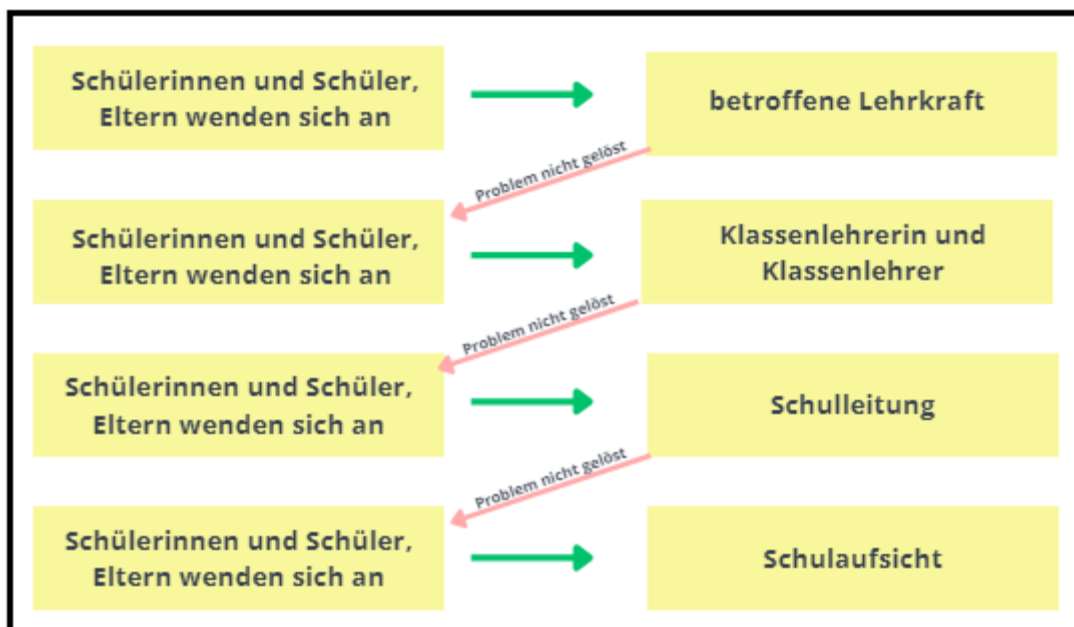 Schülerinnen und Schüler,
Eltern wenden sich an
betroffene Lehrkraft
Problem nicht gelöst
Schülerinnen und Schüler,
Eltern wenden sich an
Klassenlehrerin und
Klassenlehrer
Problem nicht gelöst
Schülerinnen und Schüler,
Eltern wenden sich an
Schulleitung
Problem nicht gelöst
Schülerinnen und Schüler,
Eltern wenden sich an
Schulaufsicht